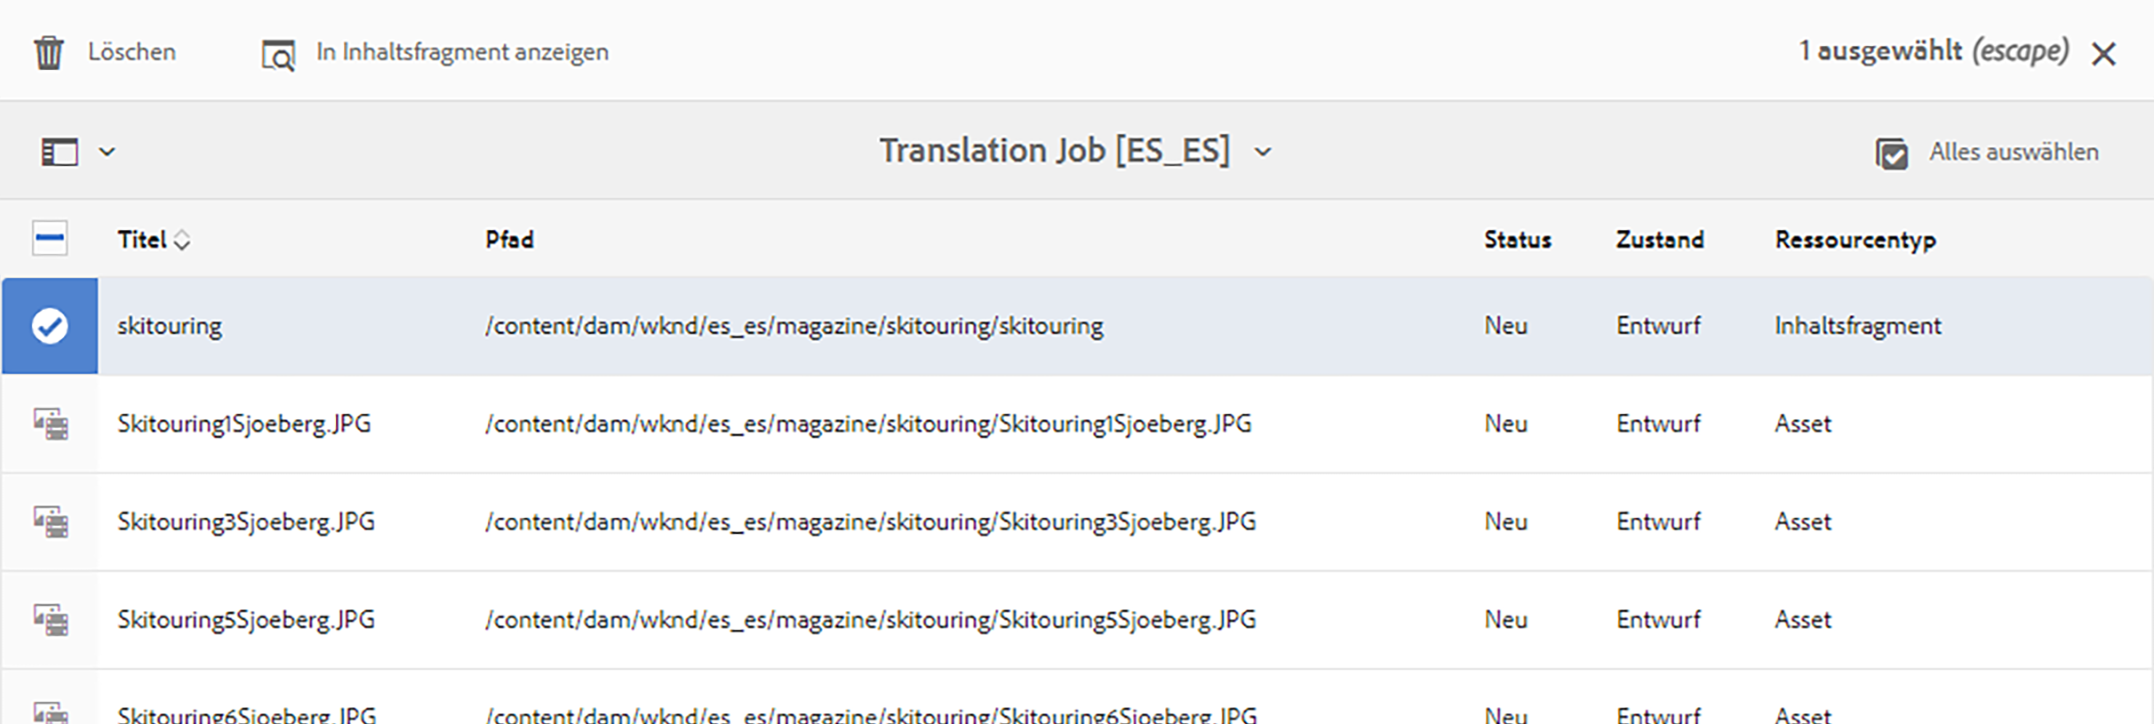 Löschen In Inhaltsfragment anzeigen 1 ausgewählt (escape)
Translation Job [ES_ES] Alles auswählen
Titel Pfad Status Zustand Ressourcentyp
skitouring /content/dam/wknd/es_es/magazine/skitouring/skitouring Neu Entwurf Inhaltsfragment
Skitouring1Sjoeberg.JPG /content/dam/wknd/es_es/magazine/skitouring/Skitouring1Sjoeberg.JPG Neu Entwurf Asset
Skitouring3Sjoeberg.JPG /content/dam/wknd/es_es/magazine/skitouring/Skitouring3Sjoeberg.JPG Neu Entwurf Asset
Skitouring5Sjoeberg.JPG /content/dam/wknd/es_es/magazine/skitouring/Skitouring5Sjoeberg.JPG Neu Entwurf Asset
Skitouring6Sjoeberg.JPG /content/dam/wknd/es_es/magazine/skitouring/Skitouring6Sjoeberg.JPG Neu Entwurf Asset